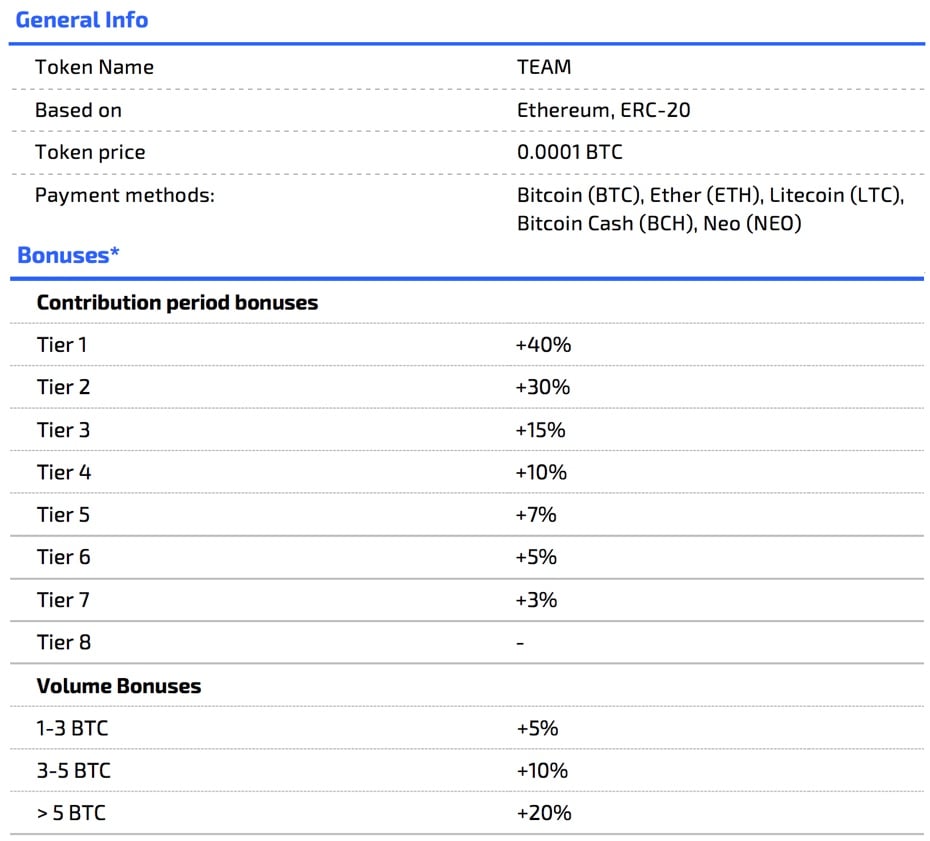 General Info
Token Name TEAM
Based on Ethereum, ERC-20
Token price 0.0001 BTC
Payment methods: Bitcoin (BTC), Ether (ETH), Litecoin (LTC),
Bitcoin Cash (BCH), Neo (NEO)
Bonuses*
Contribution period bonuses
Tier 1 +40%
Tier 2 +30%
Tier 3 +15%
Tier 4 +10%
Tier 5 +7%
Tier 6 +5%
Tier 7 +3%
Tier 8 -
Volume Bonuses
1-3 BTC +5%
3-5 BTC +10%
> 5 BTC +20%